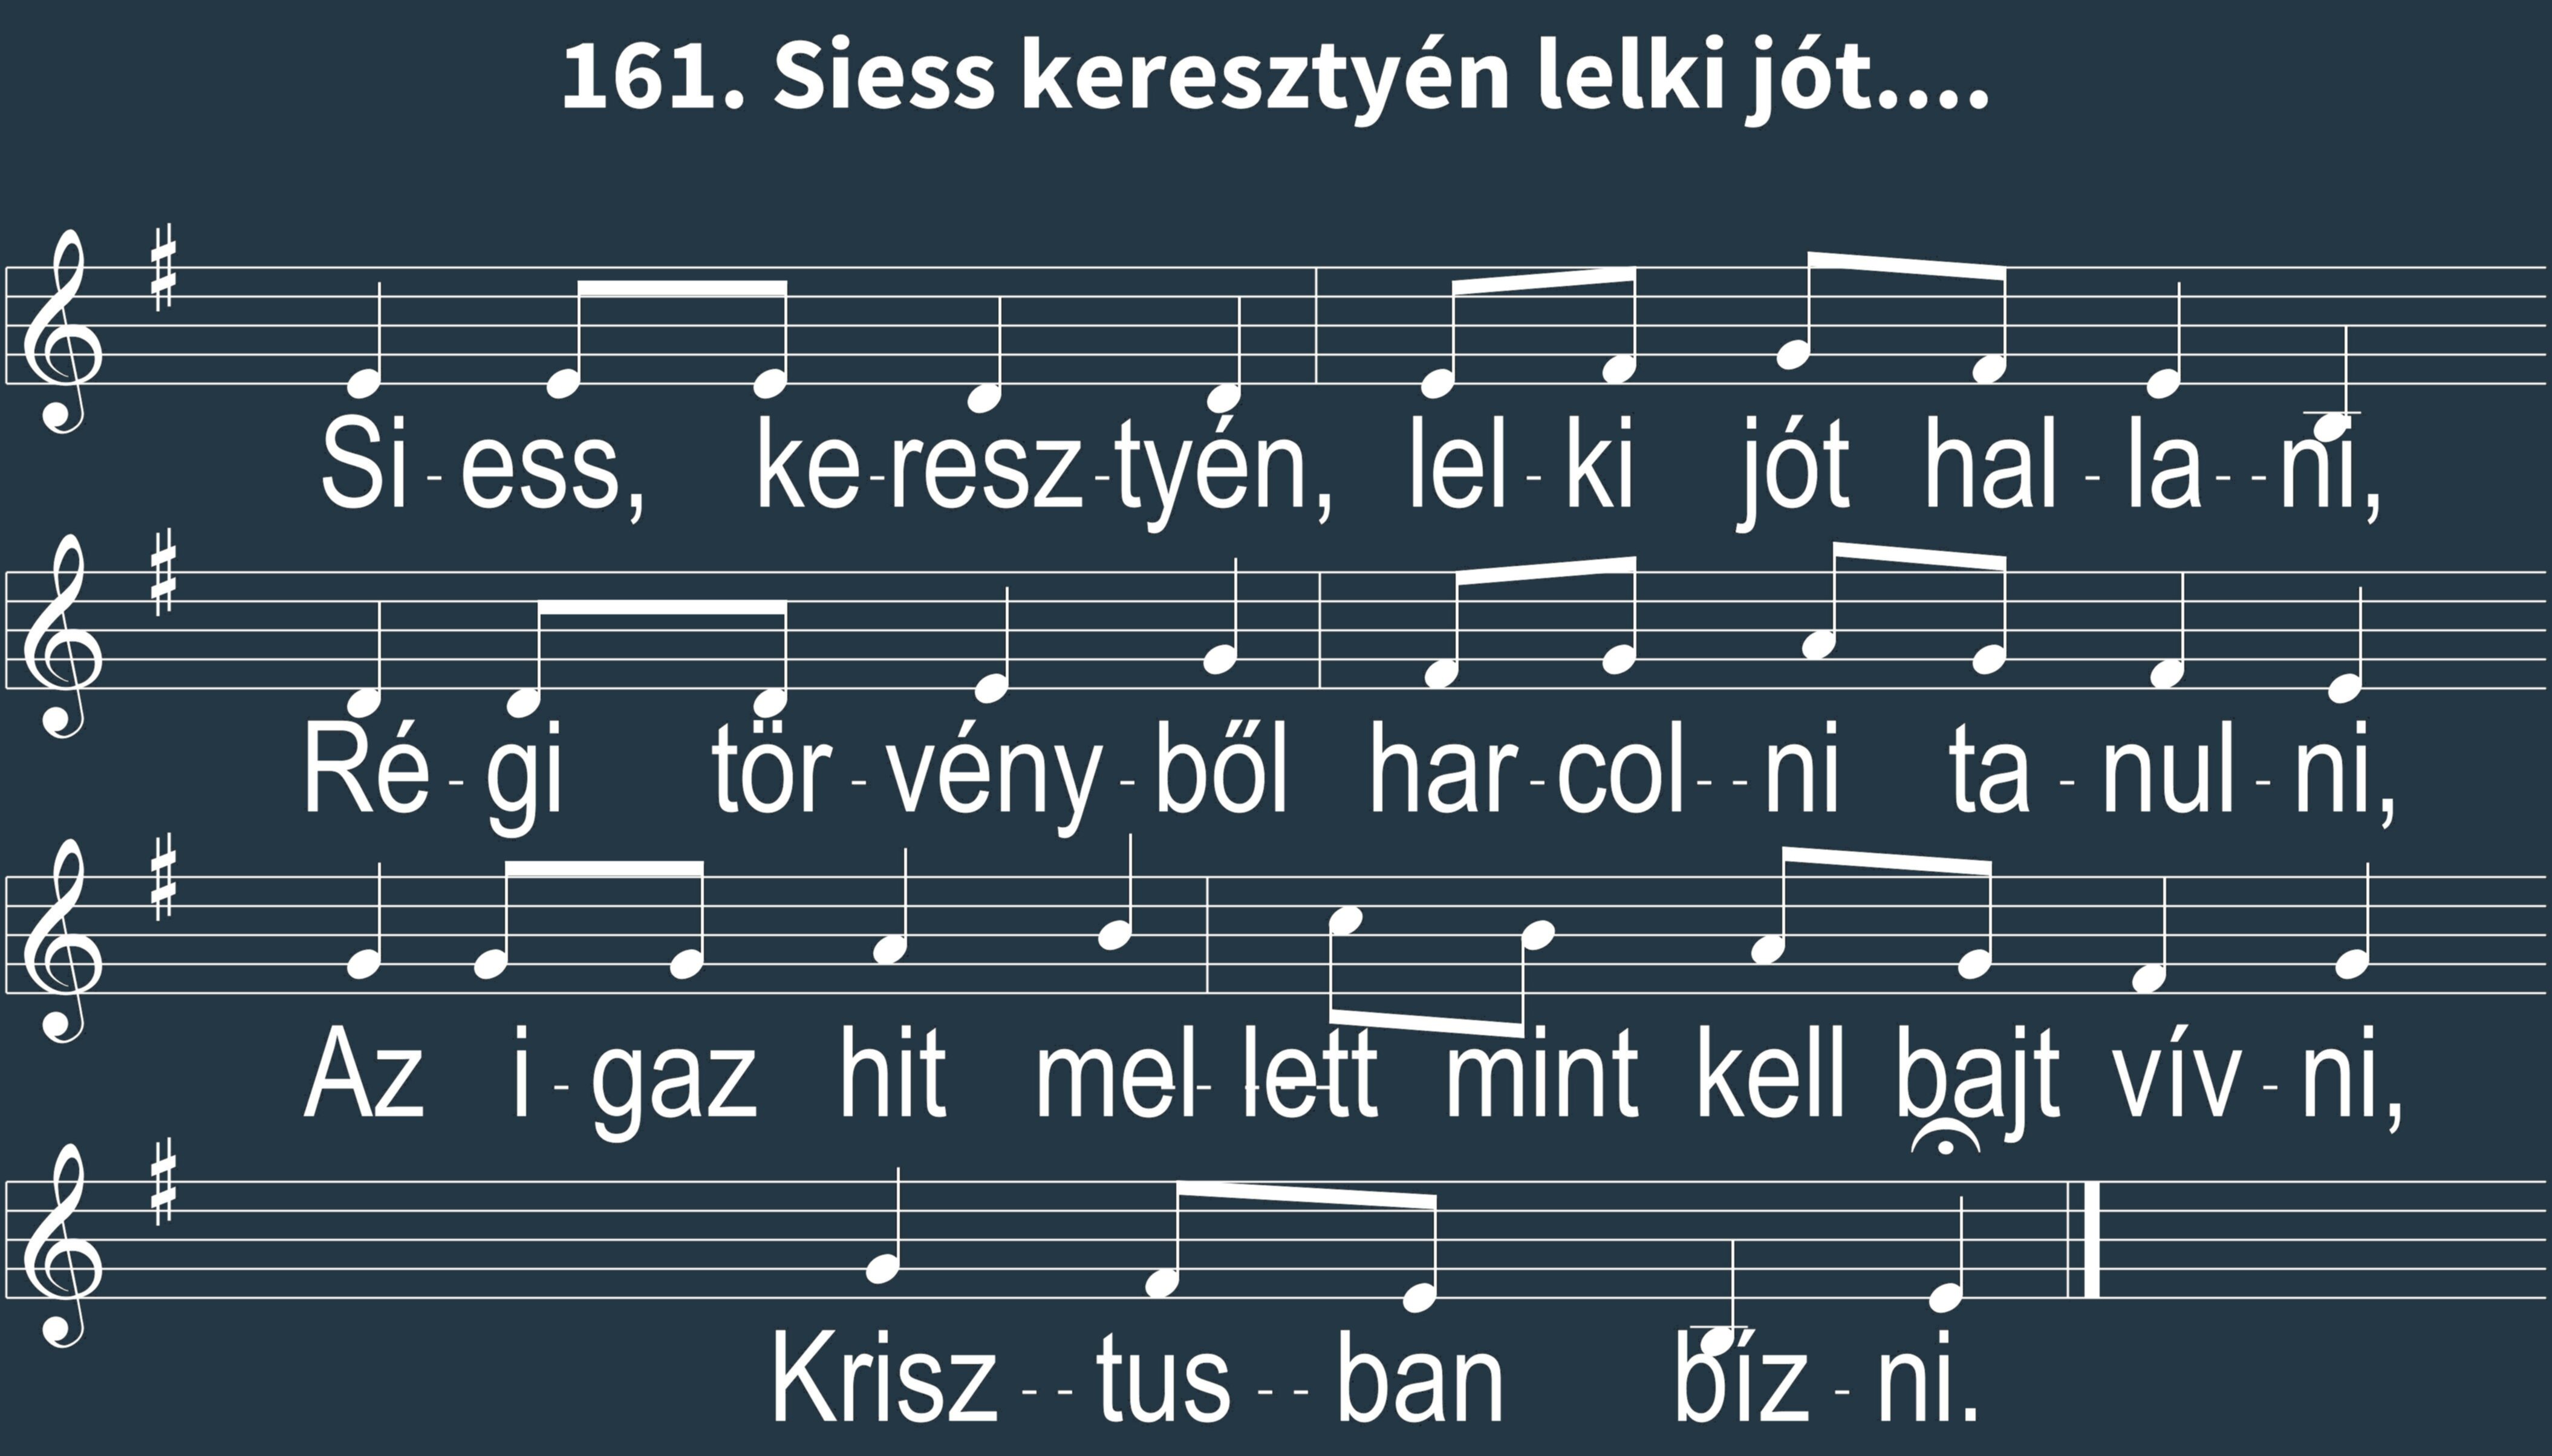 161. Siess keresztyén lelki jót....
Si - ess, ke-resz-tyén, lel - ki jót hal - la- -ni,
Ré - gi tör - vény - ből har-col- -ni ta - nul - ni,
Az i - gaz hit mel- -lett mint kell bajt vív - ni,
Krisz - - tus - - ban bíz - ni.